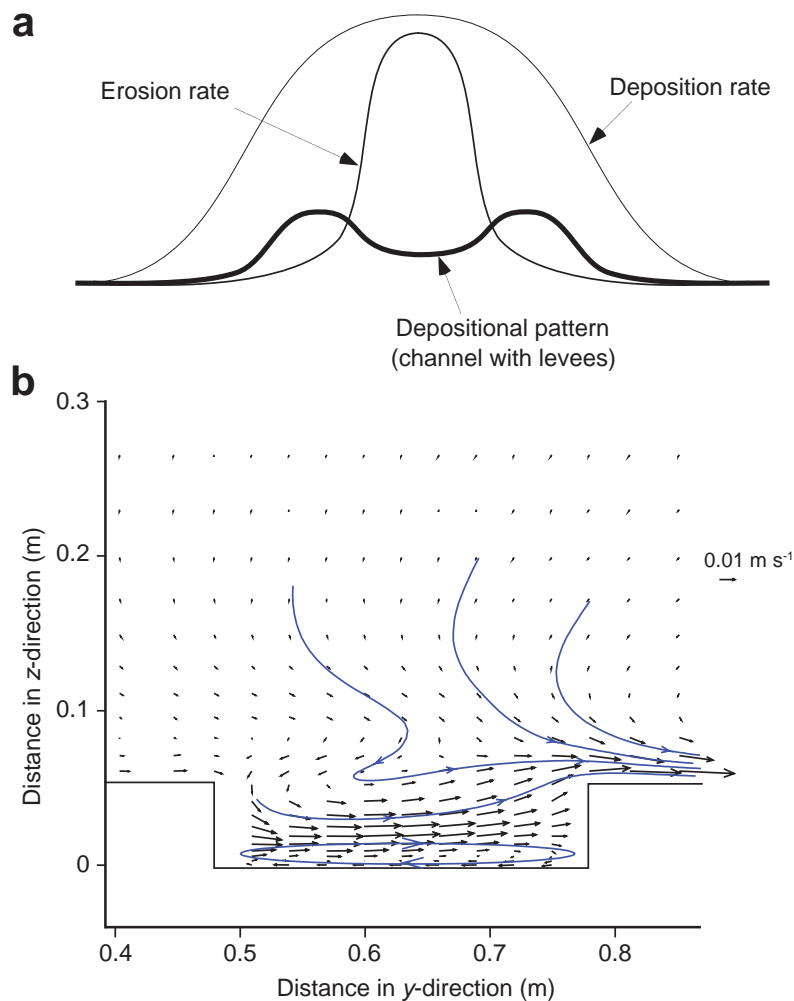 a
Erosion rate
Deposition rate
Depositional pattern
(channel with levees)
b
Distance in z-direction (m)
0.3
0.2
0.1
0
0.01 m s⁻¹
0.4
0.5
0.6
0.7
0.8
Distance in y-direction (m)